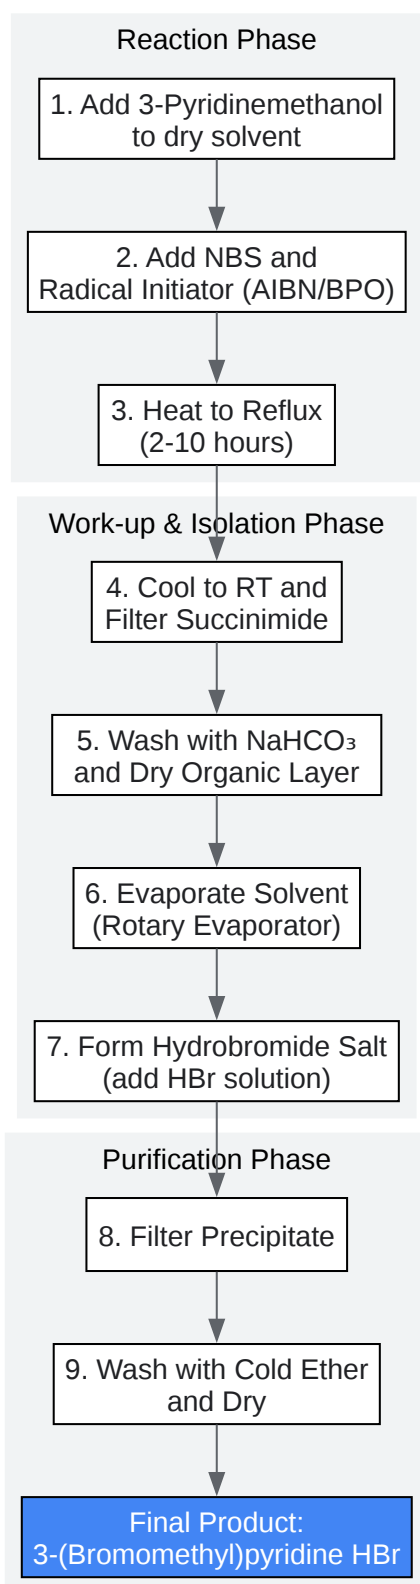 Reaction Phase
1. Add 3-Pyridinemethanol
to dry solvent
2. Add NBS and
Radical Initiator (AIBN/BPO)
3. Heat to Reflux
(2-10 hours)
Work-up & Isolation Phase
4. Cool to RT and
Filter Succinimide
5. Wash with NaHCO₃
and Dry Organic Layer
6. Evaporate Solvent
(Rotary Evaporator)
7. Form Hydrobromide Salt
(add HBr solution)
Purification Phase
8. Filter Precipitate
9. Wash with Cold Ether
and Dry
Final Product:
3-(Bromomethyl)pyridine HBr